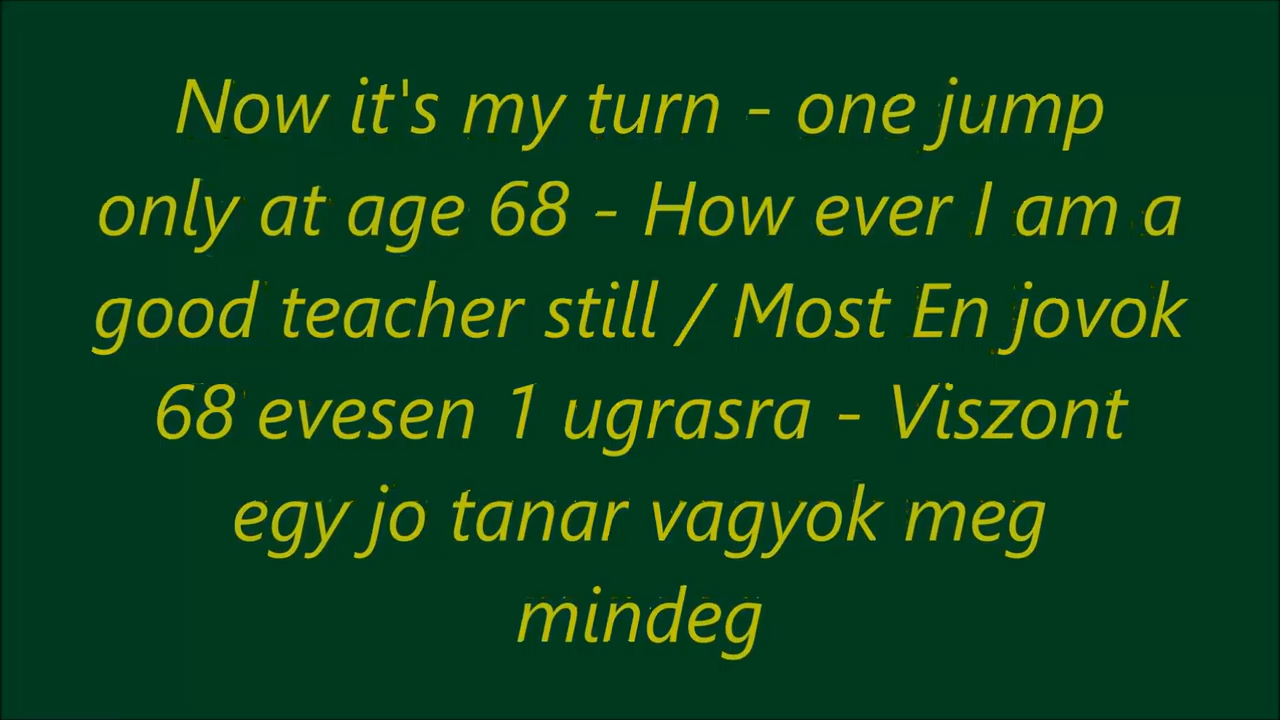 Now it's my turn - one jump
only at age 68 - How ever I am a
good teacher still / Most En jovok
68 evesen 1 ugrasra - Viszont
egy jo tanar vagyok meg
mindeg